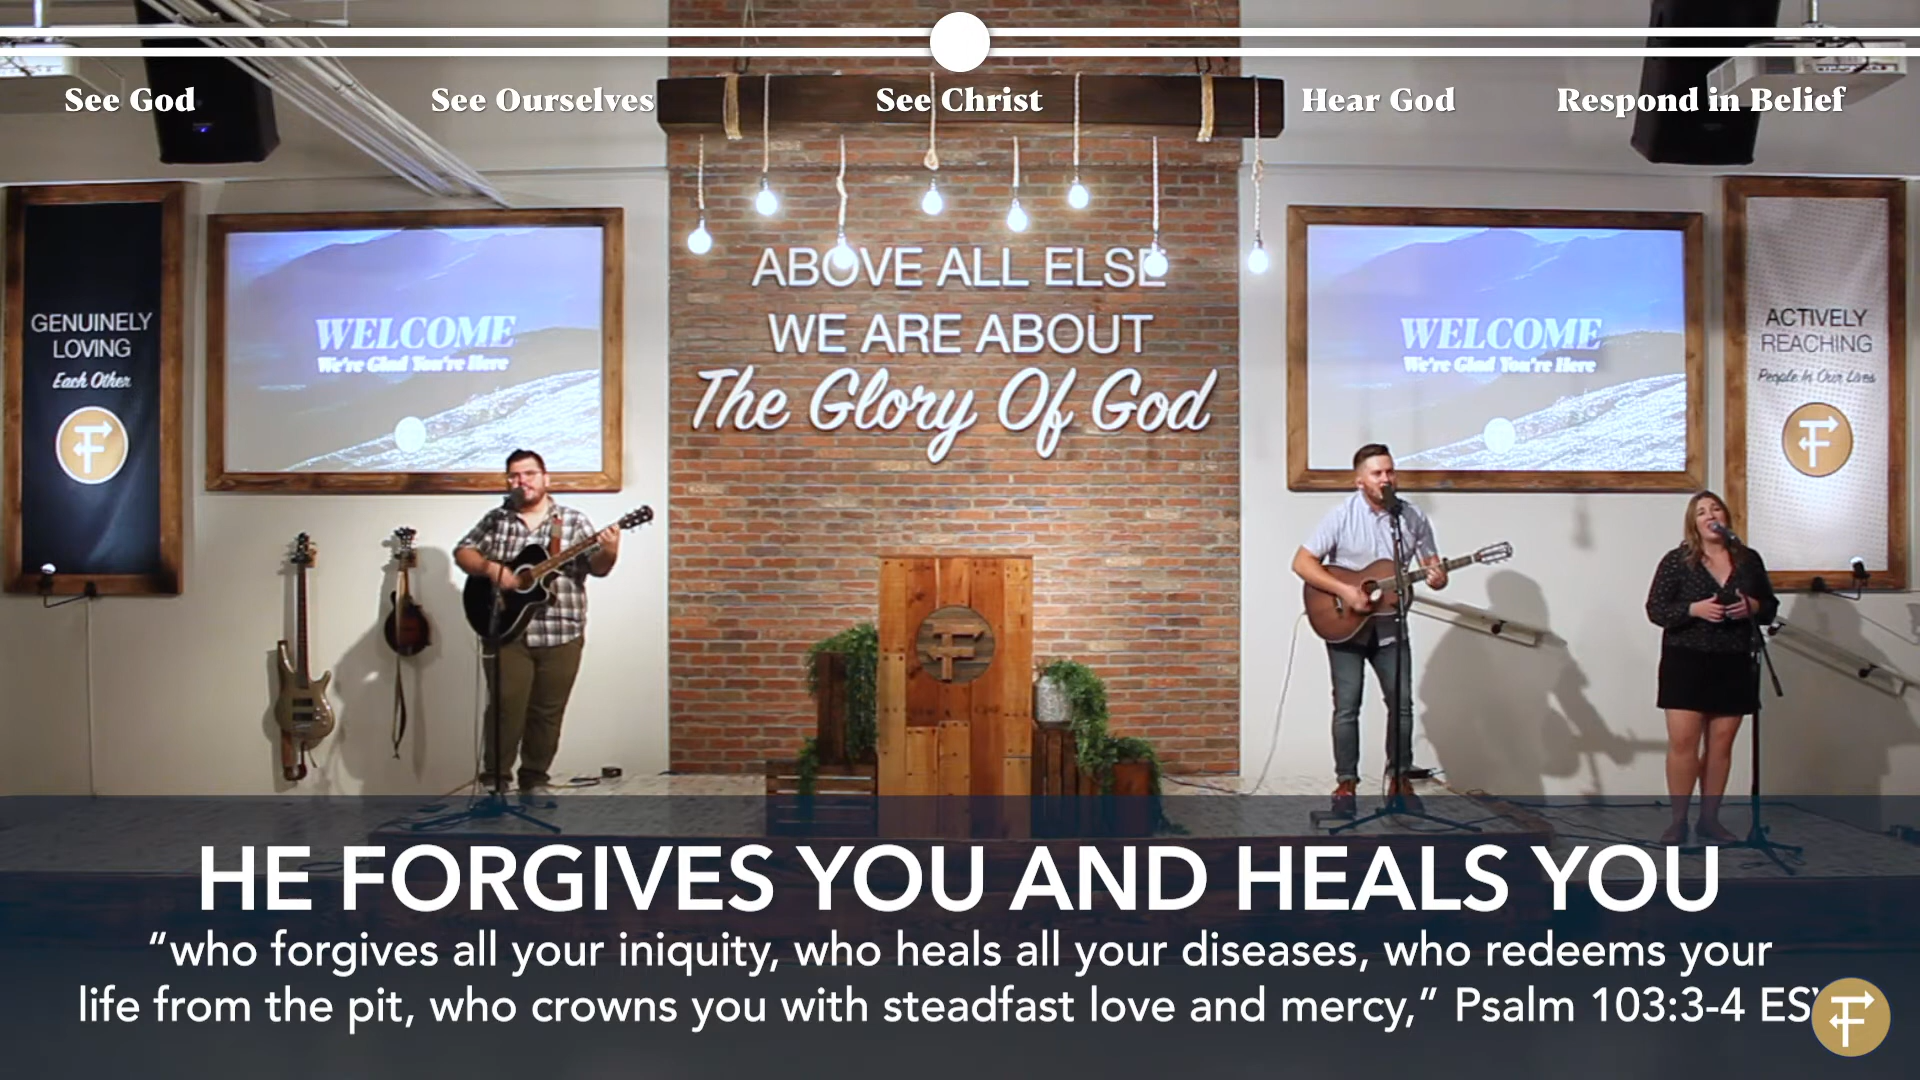 See God
See Ourselves
See Christ
Hear God
Respond in Belief
GENUINELY
LOVING
Each Other
WELCOME
We're Glad You're Here
ABOVE ALL ELSE
WE ARE ABOUT
The Glory Of God
WELCOME
We're Glad You're Here
ACTIVELY
REACHING
People In Our Lives
HE FORGIVES YOU AND HEALS YOU
“who forgives all your iniquity, who heals all your diseases, who redeems your
life from the pit, who crowns you with steadfast love and mercy,” Psalm 103:3-4